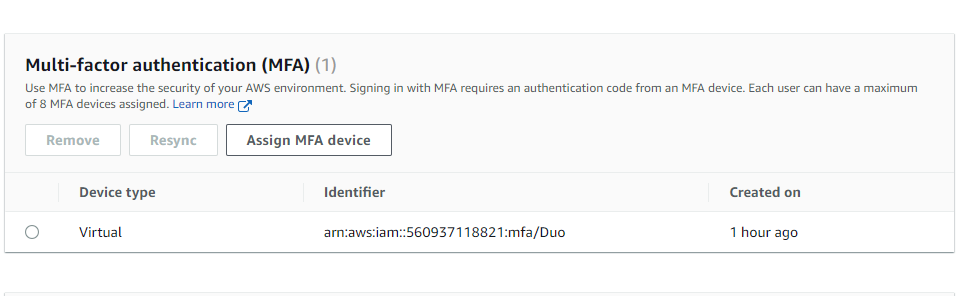 Multi-factor authentication (MFA) (1)
Use MFA to increase the security of your AWS environment. Signing in with MFA requires an authentication code from an MFA device. Each user can have a maximum
of 8 MFA devices assigned. Learn more
Remove Resync Assign MFA device
Device type Identifier Created on
Virtual arn:aws:iam::560937118821:mfa/Duo 1 hour ago